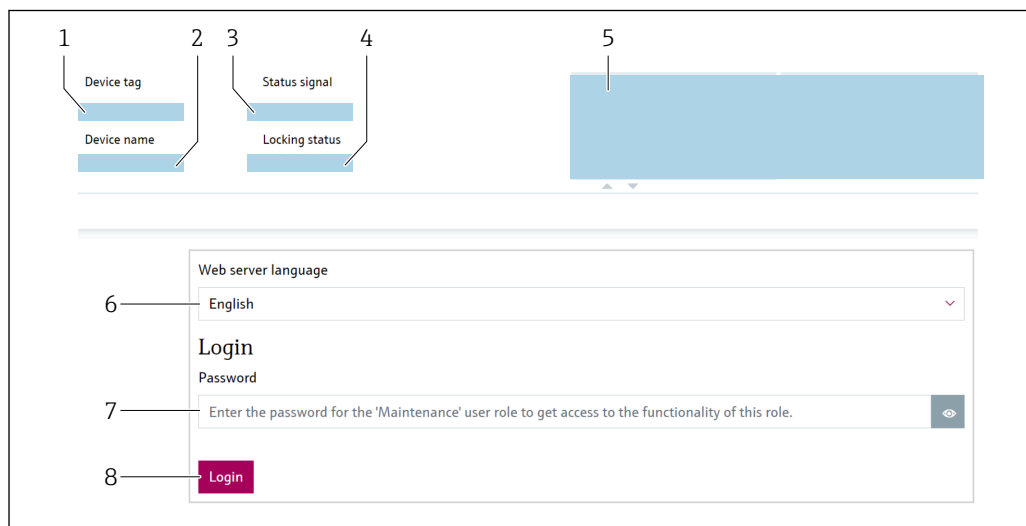 1 2 3 4 5
Device tag Status signal
Device name Locking status
Web server language
6 English
Login
Password
7 Enter the password for the 'Maintenance' user role to get access to the functionality of this role.
8 Login